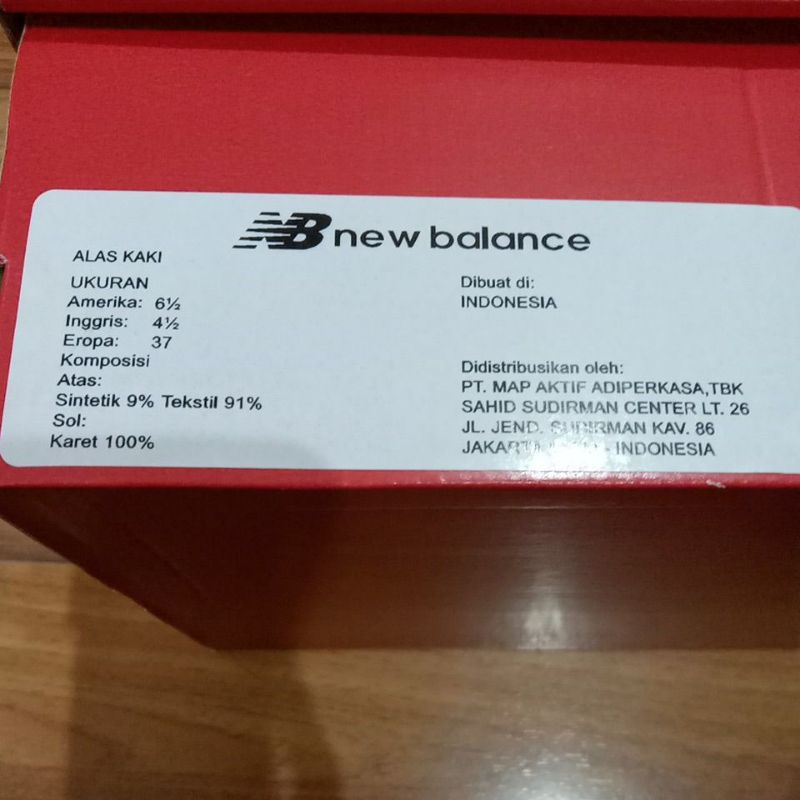 NB new balance
ALAS KAKI
UKURAN
Amerika: 6½
Inggris: 4½
Eropa: 37
Komposisi
Atas:
Sintetik 9% Tekstil 91%
Sol:
Karet 100%
Dibuat di:
INDONESIA
Didistribusikan oleh:
PT. MAP AKTIF ADIPERKASA,TBK
SAHID SUDIRMAN CENTER LT. 26
JL. JEND. SUDIRMAN KAV. 86
JAKARTA - INDONESIA